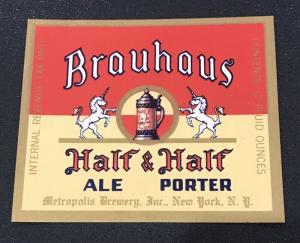 Brauhaus
INTERNAL REVENUE TAX PAID
CONTENTS FLUID OUNCES
Half & Half
ALE PORTER
Metropolis Brewery, Inc., New York, N. Y.